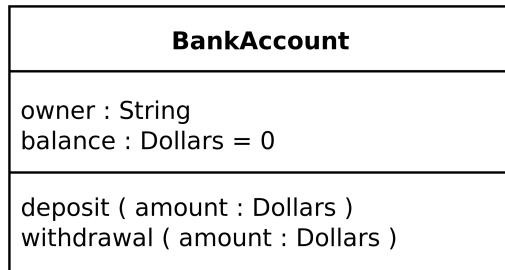 BankAccount
owner : String
balance : Dollars = 0
deposit ( amount : Dollars )
withdrawal ( amount : Dollars )